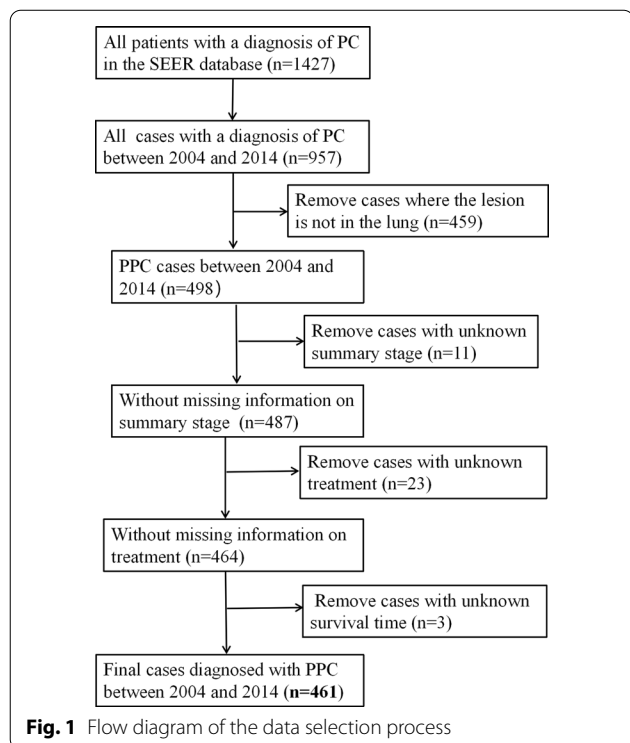 All patients with a diagnosis of PC
in the SEER database (n=1427)
All cases with a diagnosis of PC
between 2004 and 2014 (n=957)
Remove cases where the lesion
is not in the lung (n=459)
PPC cases between 2004 and
2014 (n=498)
Remove cases with unknown
summary stage (n=11)
Without missing information on
summary stage (n=487)
Remove cases with unknown
treatment (n=23)
Without missing information on
treatment (n=464)
Remove cases with unknown
survival time (n=3)
Final cases diagnosed with PPC
between 2004 and 2014 (n=461)
Fig. 1 Flow diagram of the data selection process